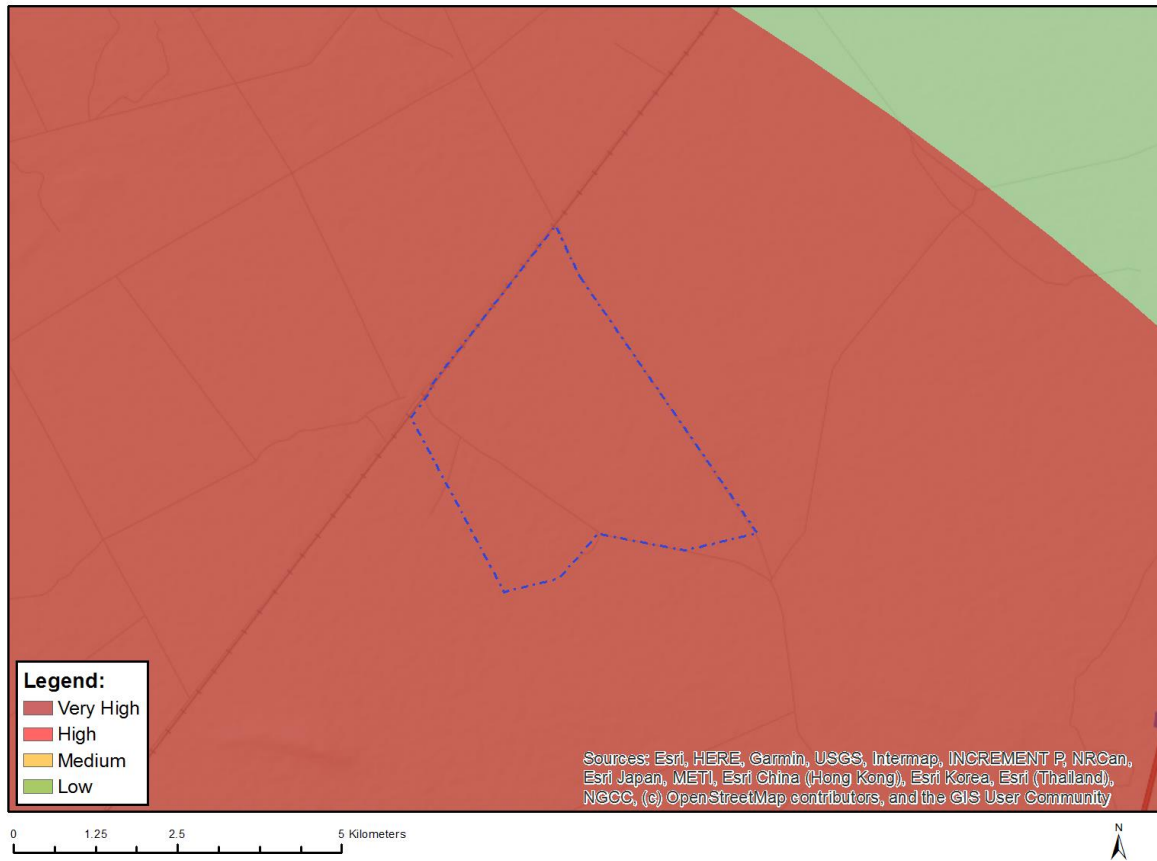 Legend:
Very High
High
Medium
Low
Sources: Esri, HERE, Garmin, USGS, Intermap, INCREMENT P, NRCan,
Esri Japan, METI, Esri China (Hong Kong), Esri Korea, Esri (Thailand),
NGCC, (c) OpenStreetMap contributors, and the GIS User Community
0 1.25 2.5 5 Kilometers
N